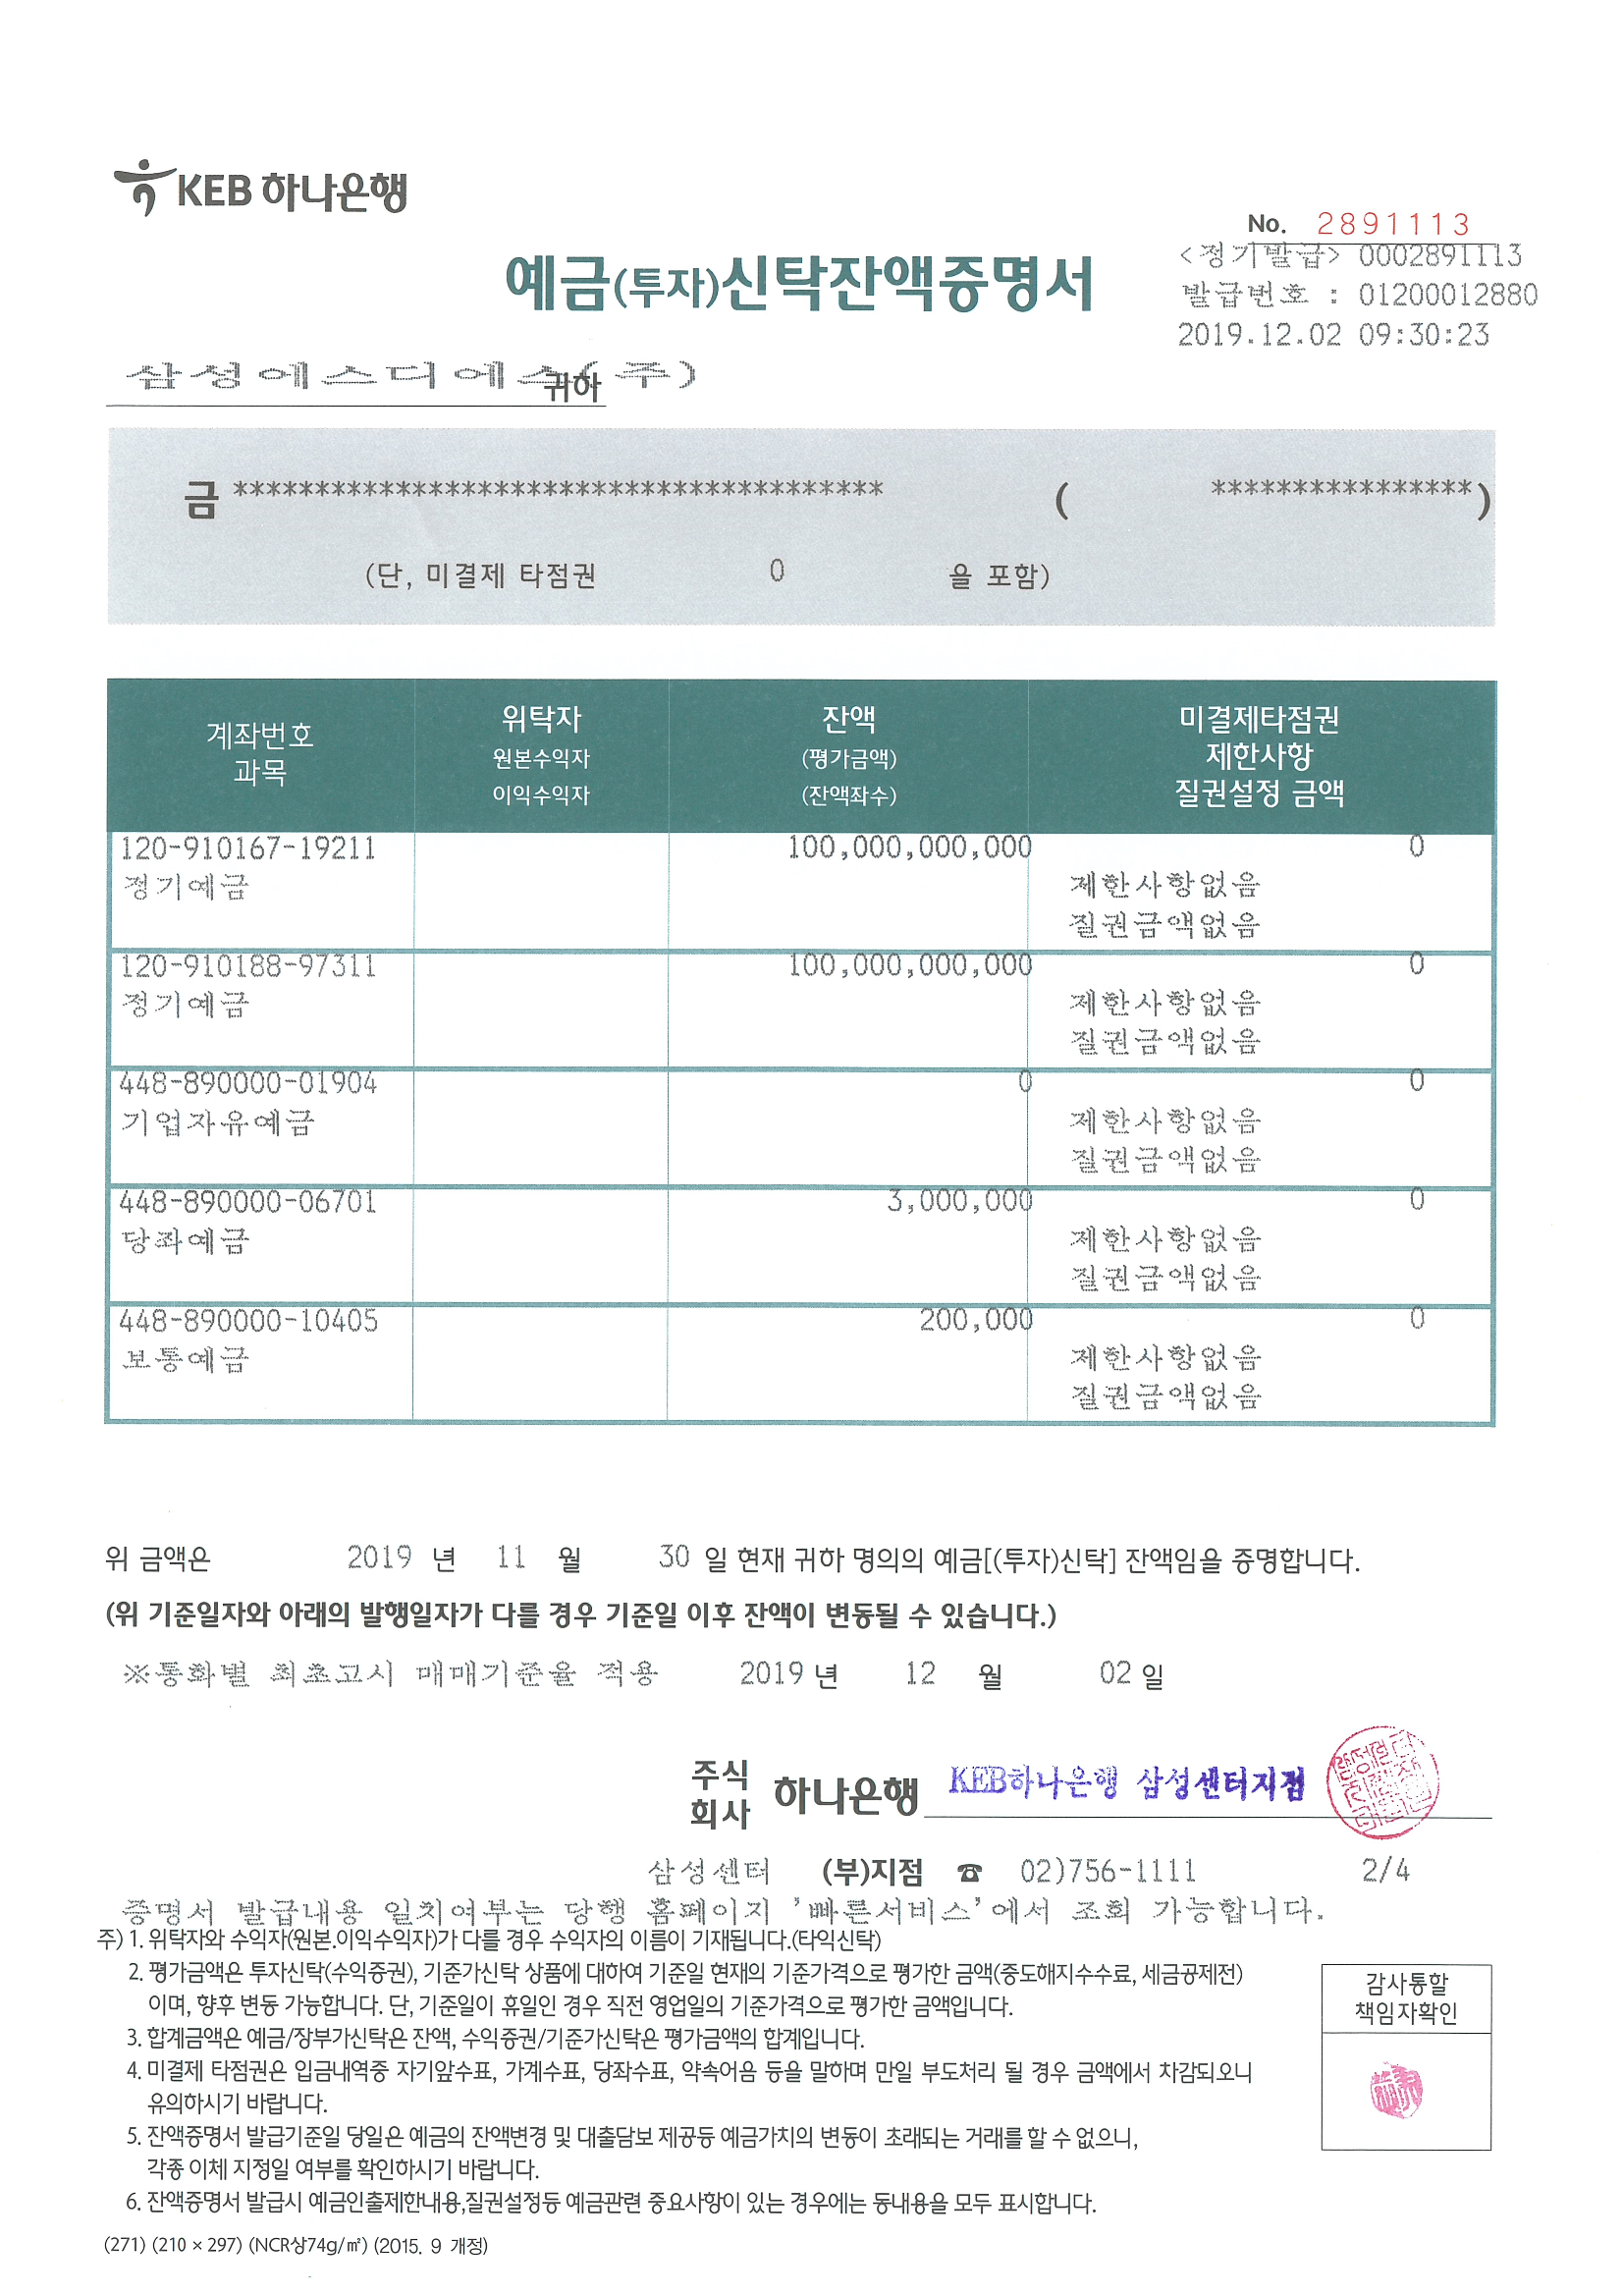 KEB 하나은행
No. 2891113
<정기발급> 0002891113
예금(투자)신탁잔액증명서
발급번호 : 01200012880
2019.12.02 09:30:23
삼성에스디에스(주) 귀하
금 **************************************** ( ****************)
(단, 미결제 타점권 0 을 포함)
계좌번호
과목
위탁자
원본수익자
이익수익자
잔액
(평가금액)
(잔액좌수)
미결제타점권
제한사항
질권설정 금액
120-910167-19211 100,000,000,000 0
정기예금 제한사항없음
질권금액없음
120-910188-97311 100,000,000,000 0
정기예금 제한사항없음
질권금액없음
448-890000-01904 0 0
기업자유예금 제한사항없음
질권금액없음
448-890000-06701 3,000,000 0
당좌예금 제한사항없음
질권금액없음
448-890000-10405 200,000 0
보통예금 제한사항없음
질권금액없음
위 금액은 2019 년 11 월 30 일 현재 귀하 명의의 예금[(투자)신탁] 잔액임을 증명합니다.
(위 기준일자와 아래의 발행일자가 다를 경우 기준일 이후 잔액이 변동될 수 있습니다.)
※통화별 최초고시 매매기준율 적용 2019 년 12 월 02 일
주식회사 하나은행 KEB하나은행 삼성센터지점
삼성센터 (부)지점 ☎ 02)756-1111 2/4
증명서 발급내용 일치여부는 당행 홈페이지 '빠른서비스'에서 조회 가능합니다.
주) 1. 위탁자와 수익자(원본.이익수익자)가 다를 경우 수익자의 이름이 기재됩니다.(타익신탁)
2. 평가금액은 투자신탁(수익증권), 기준가신탁 상품에 대하여 기준일 현재의 기준가격으로 평가한 금액(중도해지수수료, 세금공제전)
이며, 향후 변동 가능합니다. 단, 기준일이 휴일인 경우 직전 영업일의 기준가격으로 평가한 금액입니다.
3. 합계금액은 예금/장부가신탁은 잔액, 수익증권/기준가신탁은 평가금액의 합계입니다.
4. 미결제 타점권은 입금내역중 자기앞수표, 가계수표, 당좌수표, 약속어음 등을 말하며 만일 부도처리 될 경우 금액에서 차감되오니
유의하시기 바랍니다.
5. 잔액증명서 발급기준일 당일은 예금의 잔액변경 및 대출담보 제공등 예금가치의 변동이 초래되는 거래를 할 수 없으니,
각종 이체 지정일 여부를 확인하시기 바랍니다.
6. 잔액증명서 발급시 예금인출제한내용,질권설정등 예금관련 중요사항이 있는 경우에는 동내용을 모두 표시합니다.
감사통할
책임자확인
(271) (210 × 297) (NCR상74g/㎡) (2015. 9 개정)